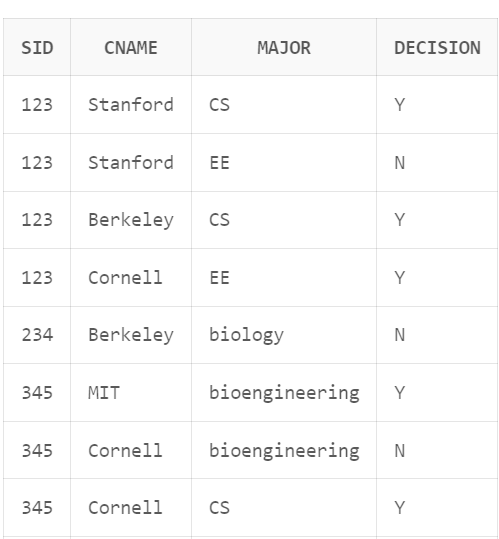 SID CNAME MAJOR DECISION
123 Stanford CS Y
123 Stanford EE N
123 Berkeley CS Y
123 Cornell EE Y
234 Berkeley biology N
345 MIT bioengineering Y
345 Cornell bioengineering N
345 Cornell CS Y